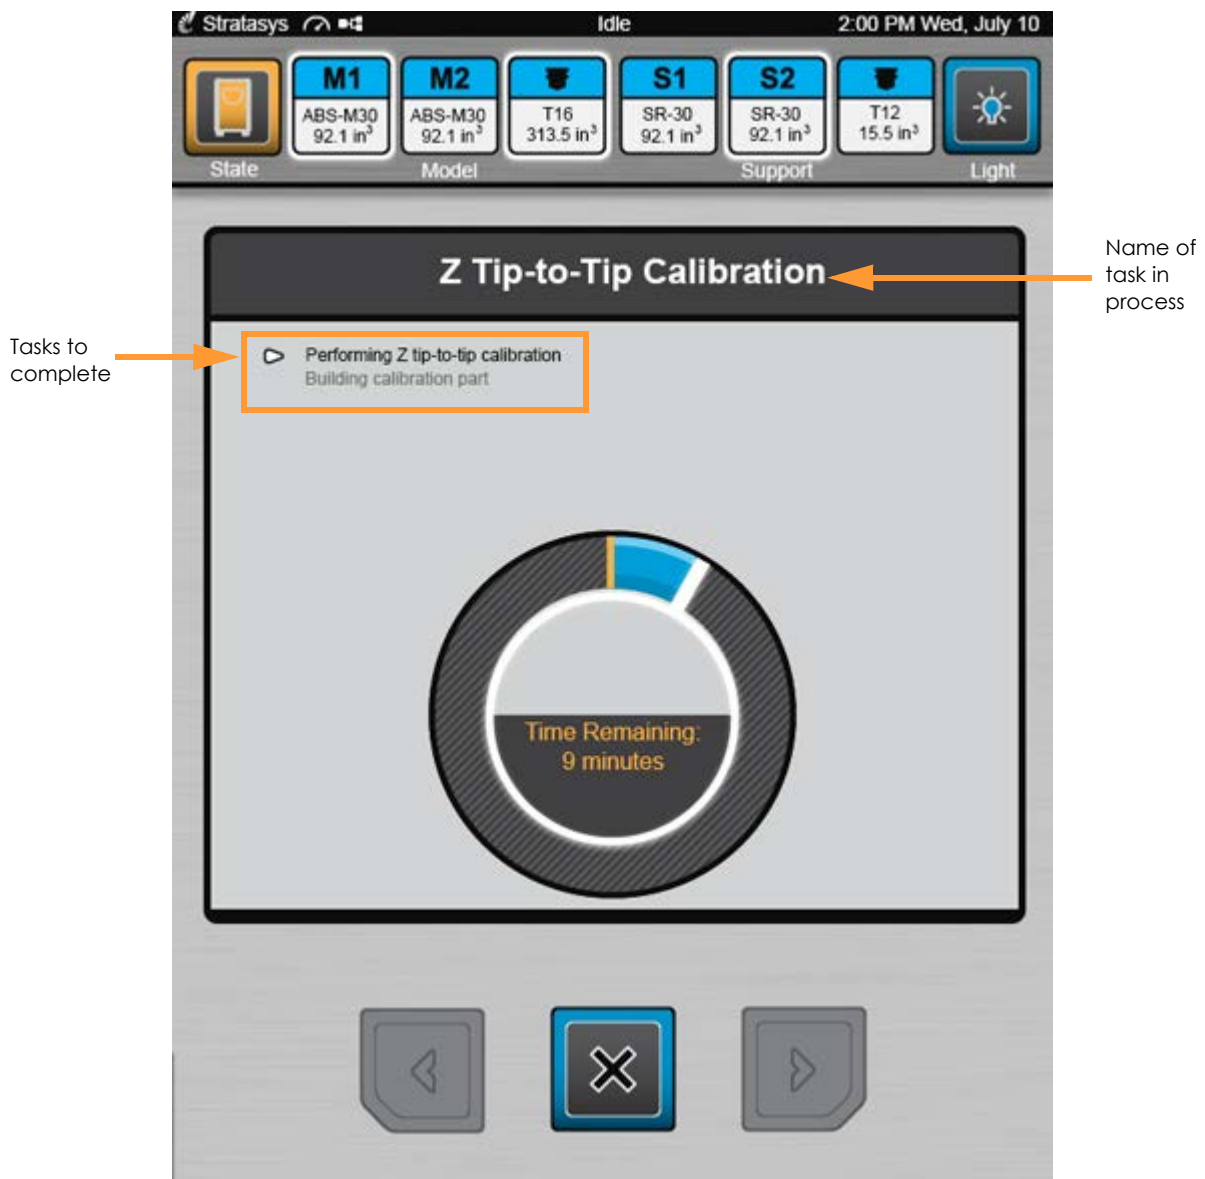 Stratasys Idle 2:00 PM Wed, July 10
M1 M2 S1 S2
ABS-M30 ABS-M30 T16 SR-30 SR-30 T12
92.1 in³ 92.1 in³ 313.5 in³ 92.1 in³ 92.1 in³ 15.5 in³
State Model Support Light
Z Tip-to-Tip Calibration
Name of
task in
process
Tasks to
complete
Performing Z tip-to-tip calibration
Building calibration part
Time Remaining:
9 minutes